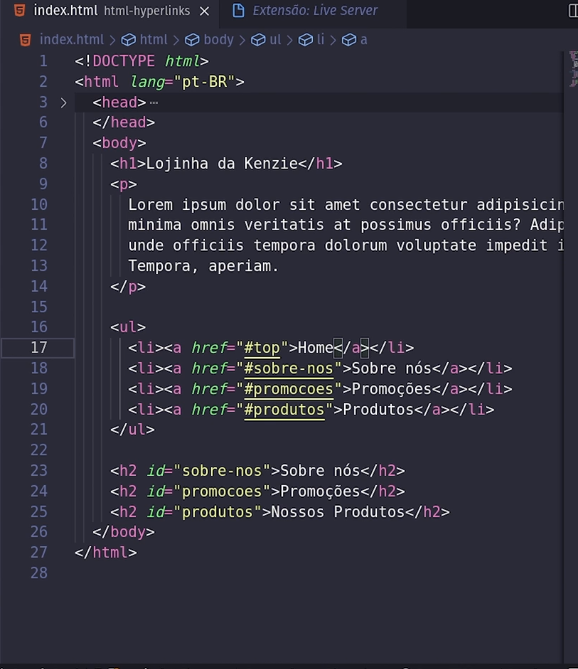 index.html html-hyperlinks Extensão: Live Server
index.html > html > body > ul > li > a
1 <!DOCTYPE html>
2 <html lang="pt-BR">
3 <head>
6 </head>
7 <body>
8 <h1>Lojinha da Kenzie</h1>
9 <p>
10 Lorem ipsum dolor sit amet consectetur adipisicin
11 minima omnis veritatis at possimus officiis? Adip
12 unde officiis tempora dolorum voluptate impedit i
13 Tempora, aperiam.
14 </p>
15
16 <ul>
17 <li><a href="#top">Home</a></li>
18 <li><a href="#sobre-nos">Sobre nós</a></li>
19 <li><a href="#promocoes">Promoções</a></li>
20 <li><a href="#produtos">Produtos</a></li>
21 </ul>
22
23 <h2 id="sobre-nos">Sobre nós</h2>
24 <h2 id="promocoes">Promoções</h2>
25 <h2 id="produtos">Nossos Produtos</h2>
26 </body>
27 </html>
28